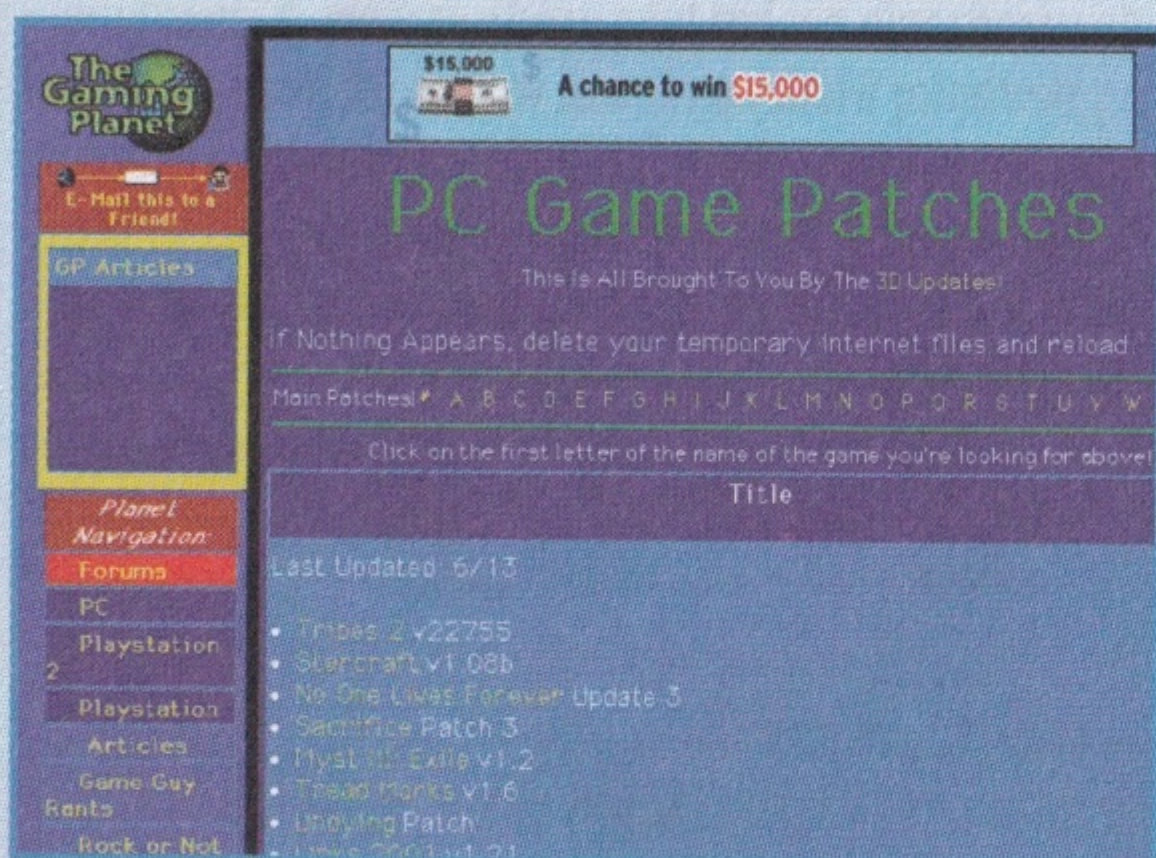 The
Gaming
Planet
E-Mail this to a
Friend!
GP Articles
Planet
Navigation:
Forums
PC
Playstation
2
Playstation
Articles
Game Guy
Rants
Rock or Not
$15,000
A chance to win $15,000
PC Game Patches
This Is All Brought To You By The 3D Updates!
If Nothing Appears, delete your temporary internet files and reload.
Main Patches! # A B C D E F G H I J K L M N O P Q R S T U V W
Click on the first letter of the name of the game you're looking for above!
Title
Last Updated 6/13
• Tribes 2 v22755
• Starcraft v1.08b
• No One Lives Forever Update 3
• Sacrifice Patch 3
• Myst III: Exile v1.2
• Tread Marks v1.6
• Undying Patch
• Links 2001